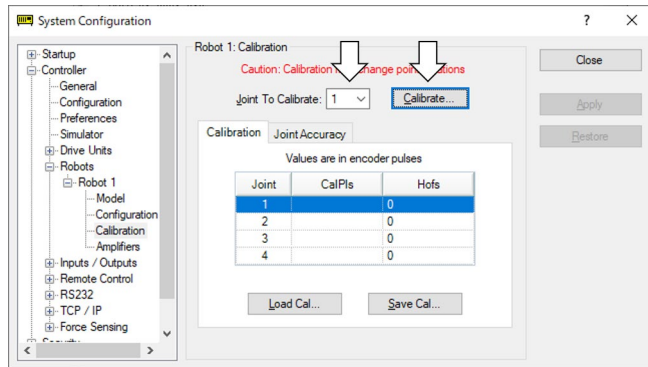 System Configuration
? ×
Startup
Controller
General
Configuration
Preferences
Simulator
Drive Units
Robots
Robot 1
Model
Configuration
Calibration
Amplifiers
Inputs / Outputs
Remote Control
RS232
TCP / IP
Force Sensing
Robot 1: Calibration
Caution: Calibration
Joint To Calibrate: 1
Calibrate...
Calibration Joint Accuracy
Values are in encoder pulses
Joint CalPls Hofs
1 0
2 0
3 0
4 0
Load Cal... Save Cal...
Close
Apply
Restore